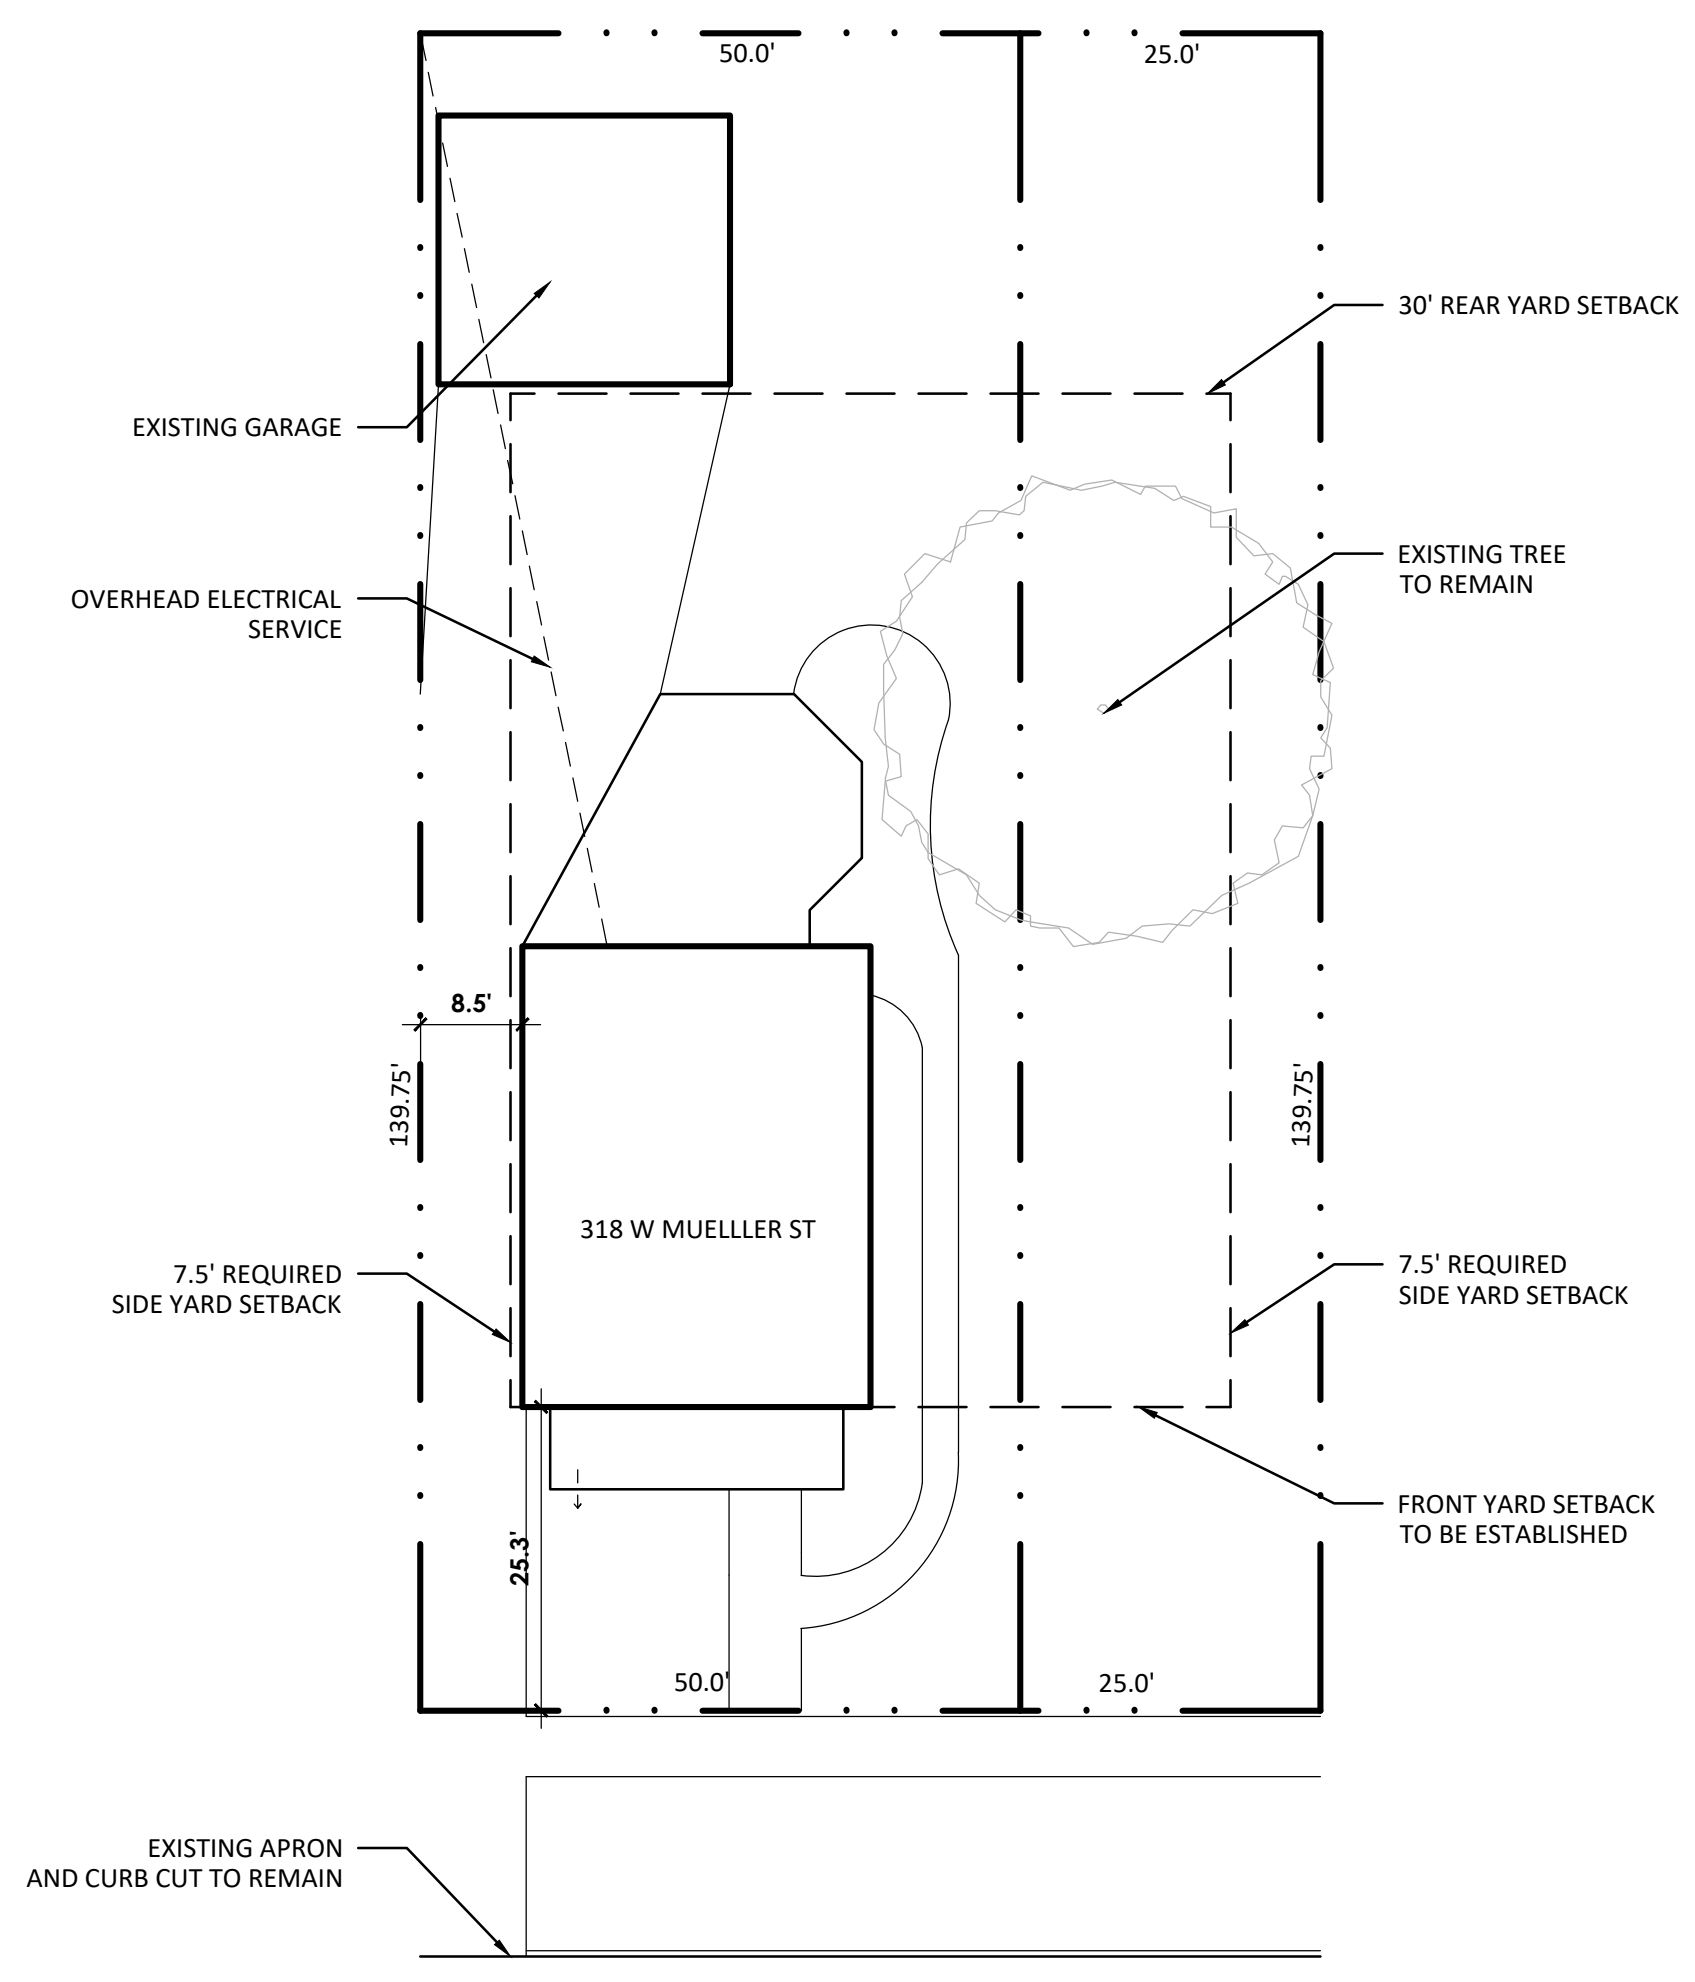 50.0'
25.0'
30' REAR YARD SETBACK
EXISTING GARAGE
EXISTING TREE
TO REMAIN
OVERHEAD ELECTRICAL
SERVICE
8.5'
139.75'
139.75'
318 W MUELLLER ST
7.5' REQUIRED
SIDE YARD SETBACK
7.5' REQUIRED
SIDE YARD SETBACK
FRONT YARD SETBACK
TO BE ESTABLISHED
25.3'
50.0'
25.0'
EXISTING APRON
AND CURB CUT TO REMAIN